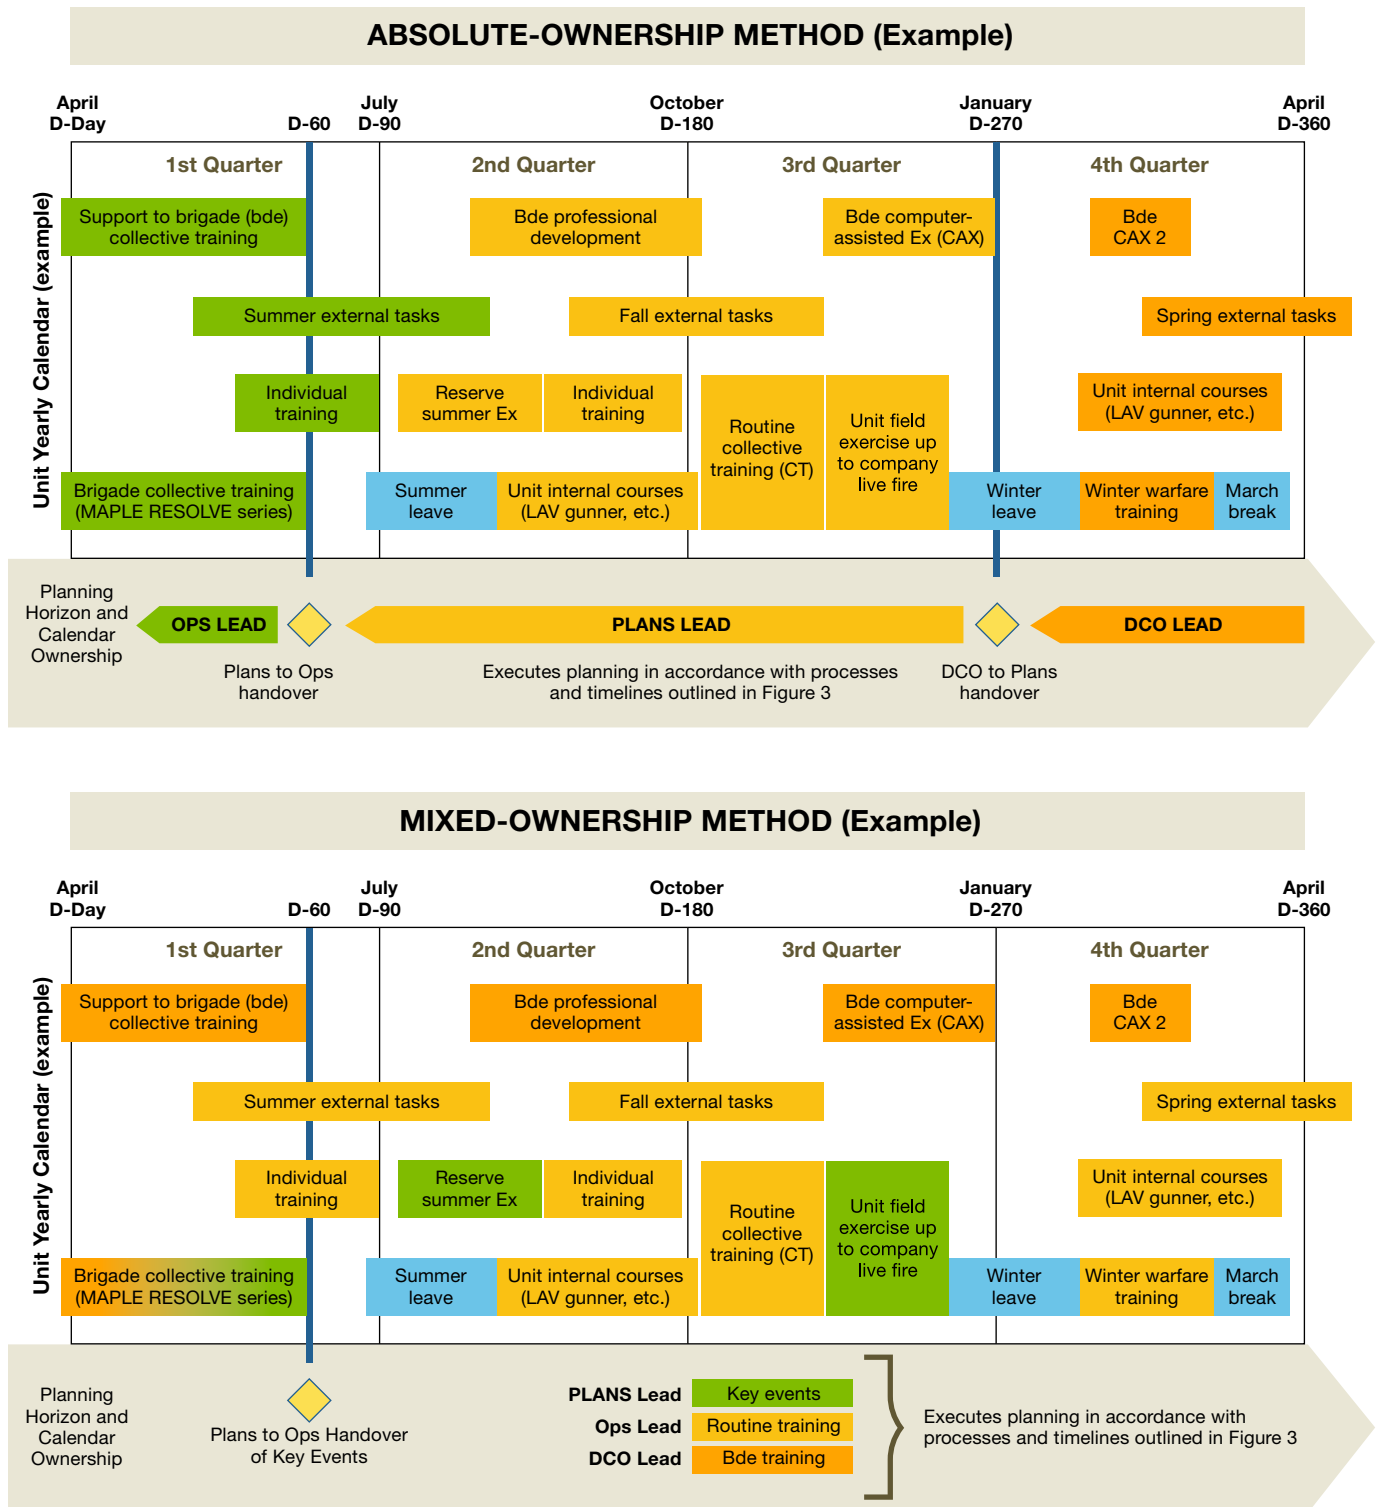 ABSOLUTE-OWNERSHIP METHOD (Example)
April
D-Day
D-60
July
D-90
October
D-180
January
D-270
April
D-360
Unit Yearly Calendar (example)
1st Quarter
2nd Quarter
3rd Quarter
4th Quarter
Support to brigade (bde)
collective training
Bde professional
development
Bde computer-
assisted Ex (CAX)
Bde
CAX 2
Summer external tasks
Fall external tasks
Spring external tasks
Individual
training
Reserve
summer Ex
Individual
training
Routine
collective
training (CT)
Unit field
exercise up
to company
live fire
Unit internal courses
(LAV gunner, etc.)
Brigade collective training
(MAPLE RESOLVE series)
Summer
leave
Unit internal courses
(LAV gunner, etc.)
Winter
leave
Winter warfare
training
March
break
Planning
Horizon and
Calendar
Ownership
OPS LEAD
PLANS LEAD
DCO LEAD
Plans to Ops
handover
Executes planning in accordance with processes
and timelines outlined in Figure 3
DCO to Plans
handover
MIXED-OWNERSHIP METHOD (Example)
April
D-Day
D-60
July
D-90
October
D-180
January
D-270
April
D-360
Unit Yearly Calendar (example)
1st Quarter
2nd Quarter
3rd Quarter
4th Quarter
Support to brigade (bde)
collective training
Bde professional
development
Bde computer-
assisted Ex (CAX)
Bde
CAX 2
Summer external tasks
Fall external tasks
Spring external tasks
Individual
training
Reserve
summer Ex
Individual
training
Routine
collective
training (CT)
Unit field
exercise up
to company
live fire
Unit internal courses
(LAV gunner, etc.)
Brigade collective training
(MAPLE RESOLVE series)
Summer
leave
Unit internal courses
(LAV gunner, etc.)
Winter
leave
Winter warfare
training
March
break
Planning
Horizon and
Calendar
Ownership
Plans to Ops Handover
of Key Events
PLANS Lead
Key events
Ops Lead
Routine training
DCO Lead
Bde training
Executes planning in accordance with
processes and timelines outlined in Figure 3